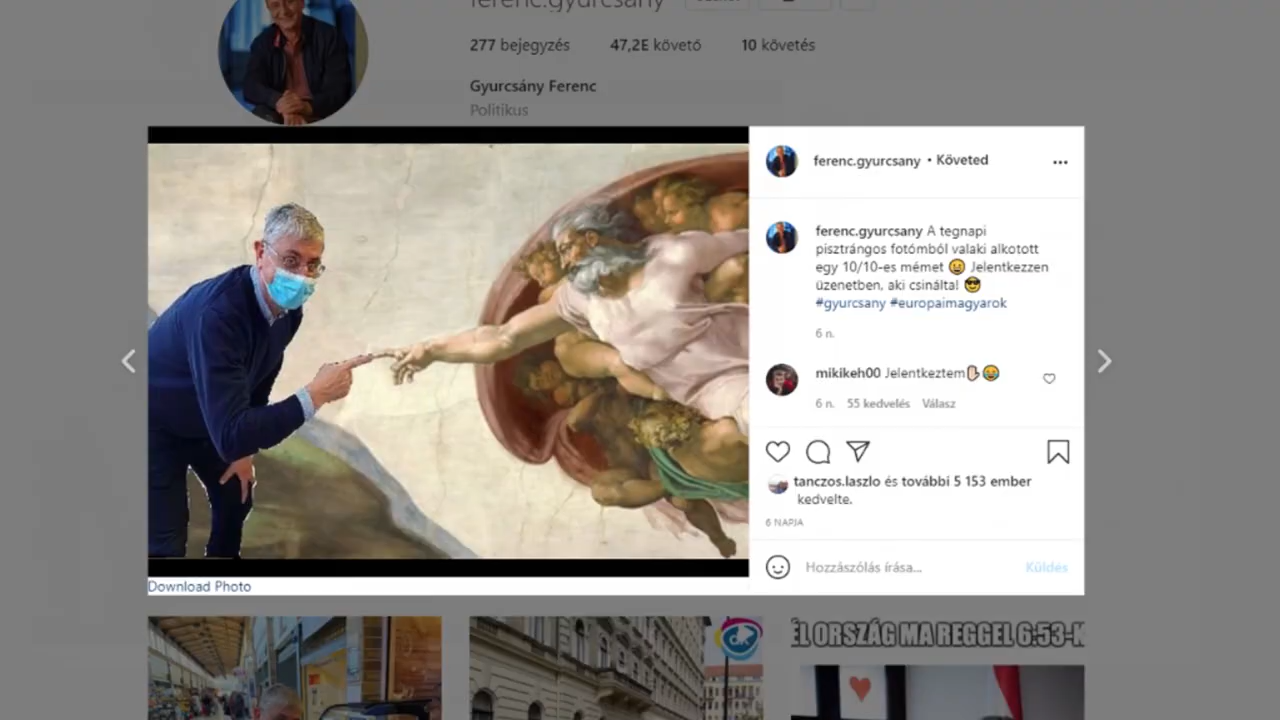 ferenc.gyurcsany
277 bejegyzés 47,2E követő 10 követés
Gyurcsány Ferenc
Politikus
ferenc.gyurcsany • Követed
ferenc.gyurcsany A tegnapi
pisztrángos fotómból valaki alkotott
egy 10/10-es mémet 😄 Jelentkezzen
üzenetben, aki csinálta! 😎
#gyurcsany #europaimagyarok
6 n.
mikikeh00 Jelentkeztem✋😂
6 n. 55 kedvelés Válasz
tanczos.laszlo és további 5 153 ember
kedvelte.
6 NAPJA
Hozzászólás írása... Küldés
Download Photo
ÉL ORSZÁG MA REGGEL 6:53-K